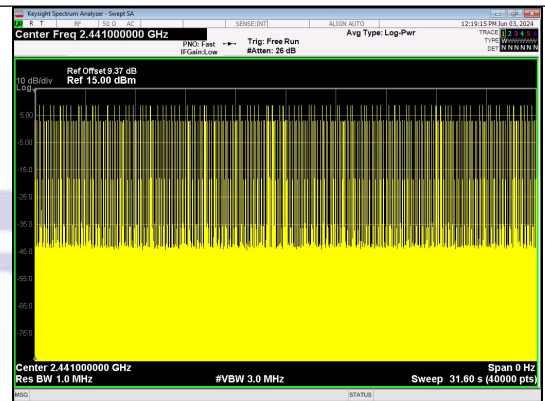 Keysight Spectrum Analyzer - Swept SA
R T RF 50 Ω AC SENSE:INT ALIGN AUTO 12:19:15 PM Jun 03, 2024
Center Freq 2.441000000 GHz Avg Type: Log-Pwr TRACE 1 2 3 4 5 6
PNO: Fast Trig: Free Run TYPE W
IFGain:Low #Atten: 26 dB DET N N N N N N
Ref Offset 9.37 dB
10 dB/div Ref 15.00 dBm
Log
5.00
-5.00
-15.0
-25.0
-35.0
-45.0
-55.0
-65.0
-75.0
Center 2.441000000 GHz Span 0 Hz
Res BW 1.0 MHz #VBW 3.0 MHz Sweep 31.60 s (40000 pts)
MSG STATUS